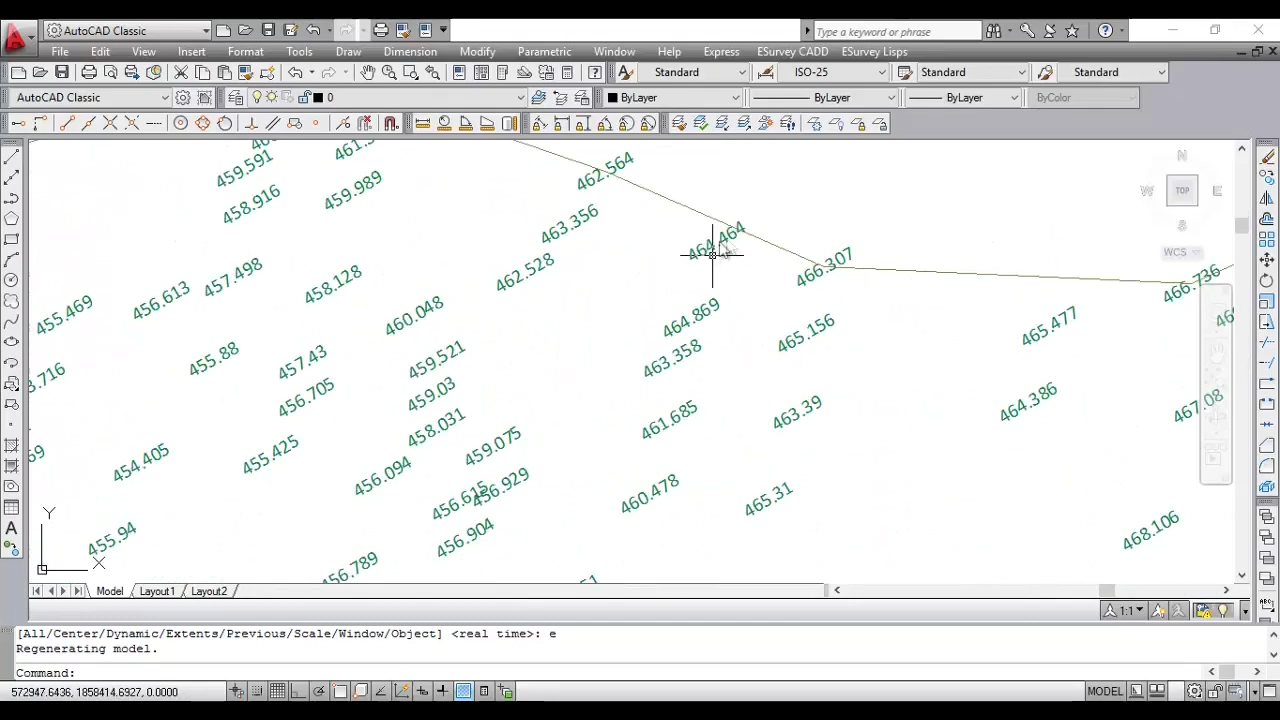 AutoCAD Classic
Type a keyword or phrase
File Edit View Insert Format Tools Draw Dimension Modify Parametric Window Help Express ESurvey CADD ESurvey Lisps
Standard ISO-25 Standard Standard
AutoCAD Classic 0 ByLayer ByLayer ByLayer ByColor
459.591
458.916
459.989
462.564
463.356
464.464
462.528
466.307
466.736
455.469
456.613
457.498
458.128
460.048
464.869
465.156
465.477
455.88
457.43
459.521
463.358
456.705
459.03
461.685
463.39
464.386
467.08
458.031
454.405
455.425
456.094
459.075
456.615
456.929
460.478
465.31
455.94
456.904
468.106
456.789
N
W TOP E
S
WCS
Y
X
Model Layout1 Layout2
1:1
[All/Center/Dynamic/Extents/Previous/Scale/Window/Object] <real time>: e
Regenerating model.
Command:
572947.6436, 1858414.6927, 0.0000 MODEL